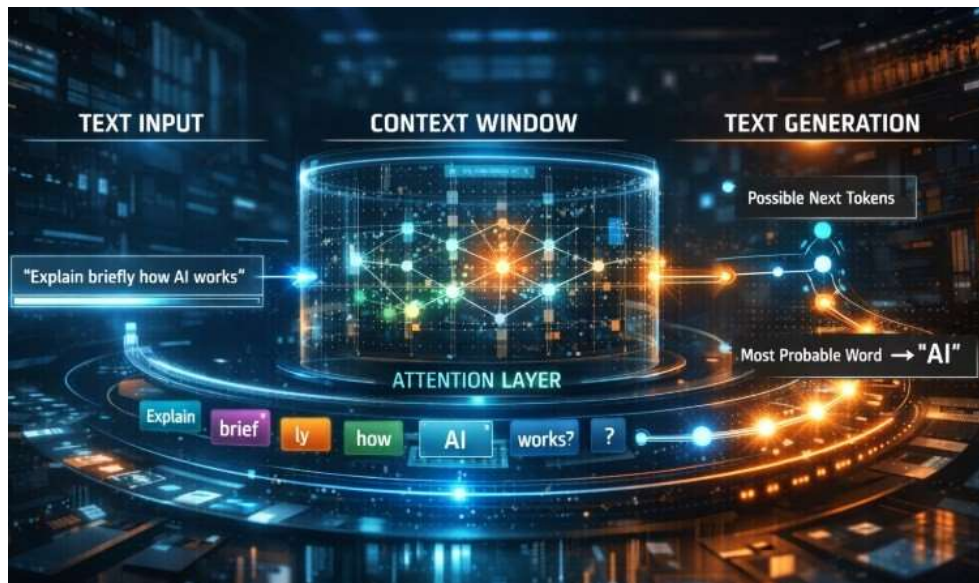 TEXT INPUT
CONTEXT WINDOW
TEXT GENERATION
Possible Next Tokens
"Explain briefly how AI works"
Most Probable Word → "AI"
ATTENTION LAYER
Explain brief ly how AI works? ?